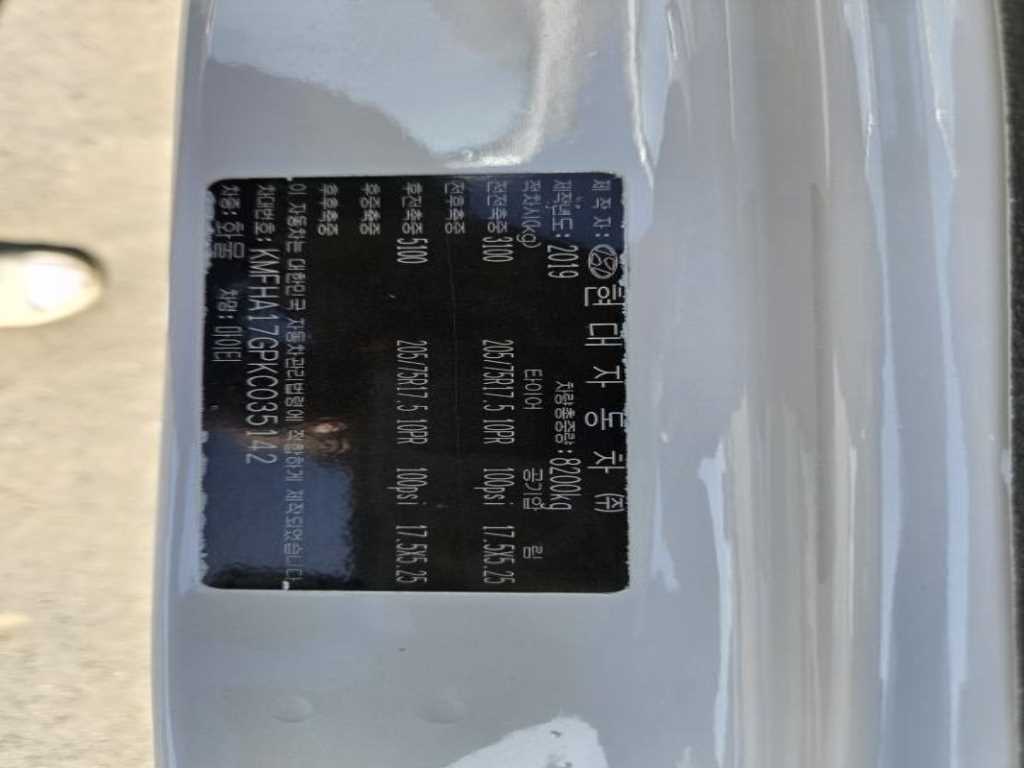 제작자: 현대자동차(주)
제작년도: 2019 차량총중량: 8200kg
적차시(kg) 타이어 공기압 림
전전축중 3100 205/75R17.5 10PR 100psi 17.5X5.25
전후축중
후전축중 5100 205/75R17.5 10PR 100psi 17.5X5.25
후중축중
후후축중
이 자동차는 대한민국 자동차관리법령에 적합하게 제작되었습니다.
차대번호: KMFHA17GPKC035142
차종: 화물 차명: 마이티